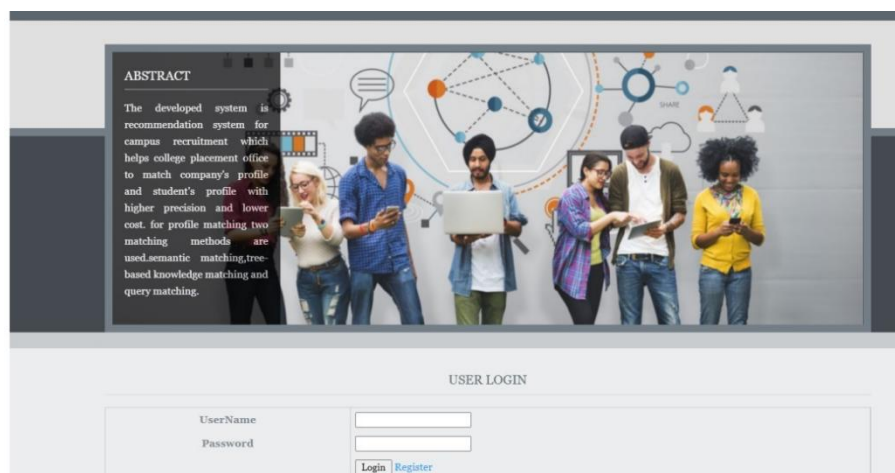 ABSTRACT
The developed system is
recommendation system for
campus recruitment which
helps college placement office
to match company's profile
and student's profile with
higher precision and lower
cost. for profile matching two
matching methods are
used.semantic matching,tree-
based knowledge matching and
query matching.
SHARE
USER LOGIN
UserName
Password
Login Register